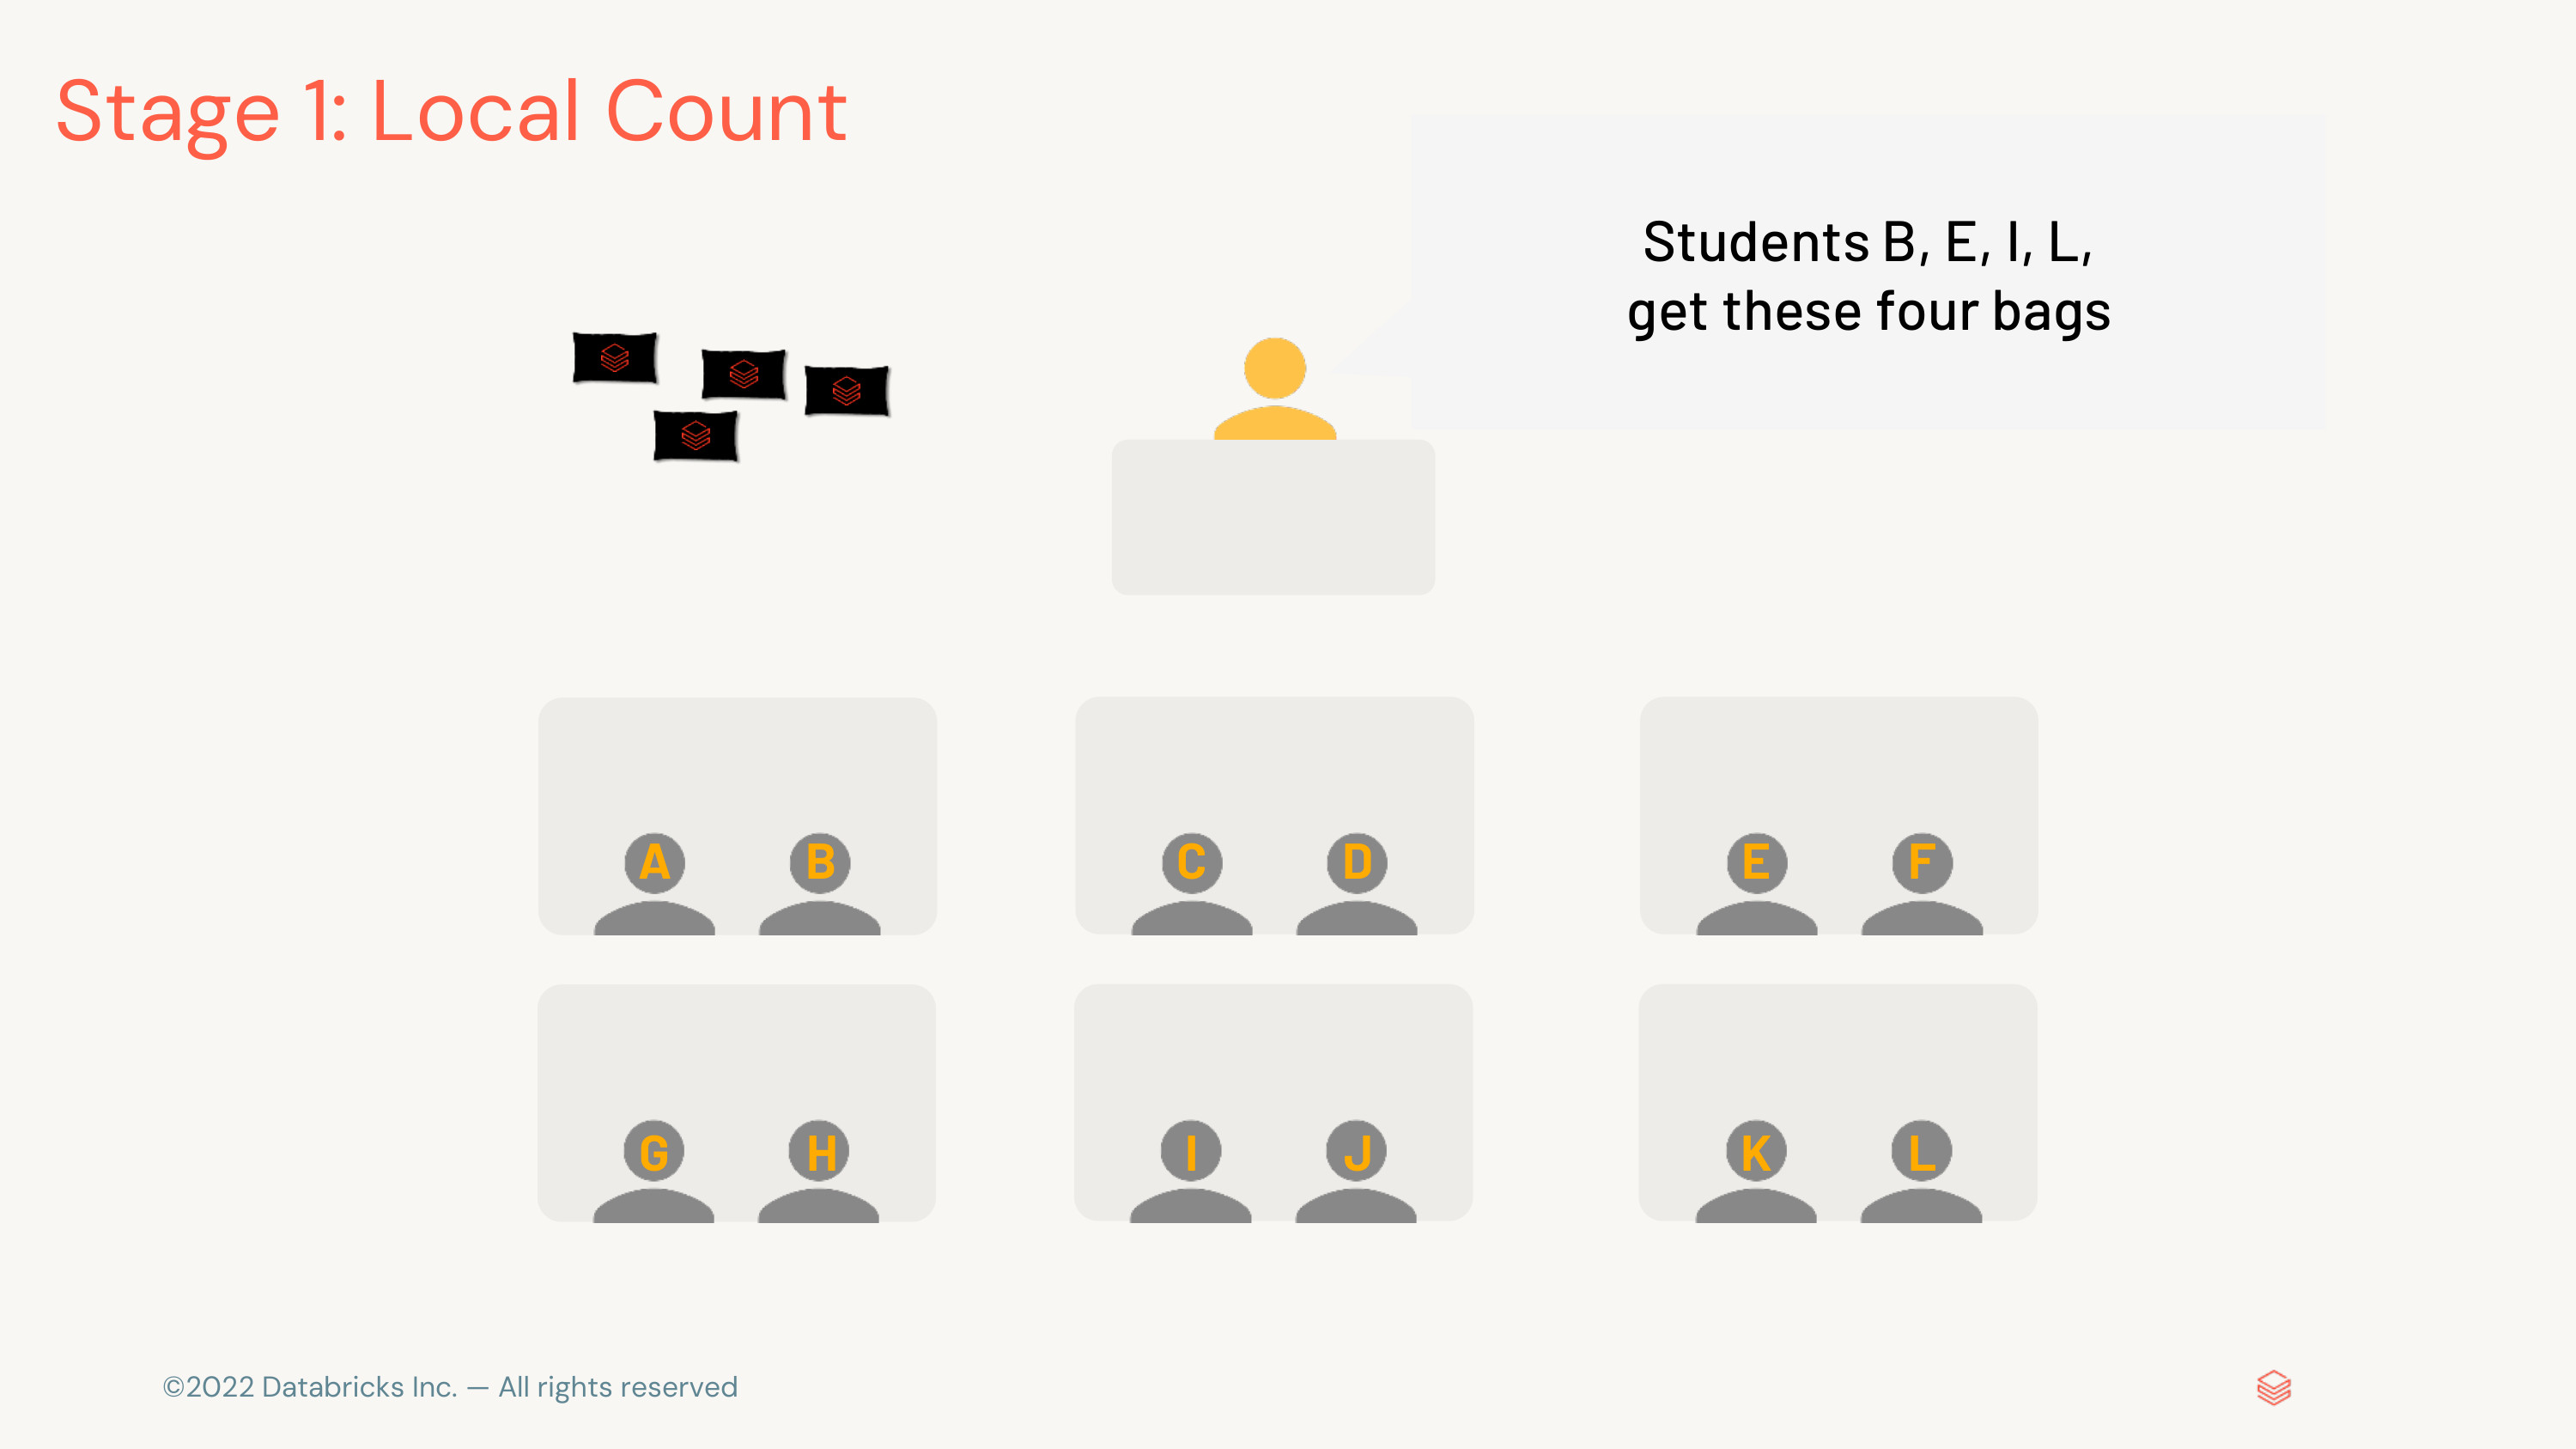 Stage 1: Local Count
Students B, E, I, L,
get these four bags
A B C D E F
G H I J K L
©2022 Databricks Inc. — All rights reserved